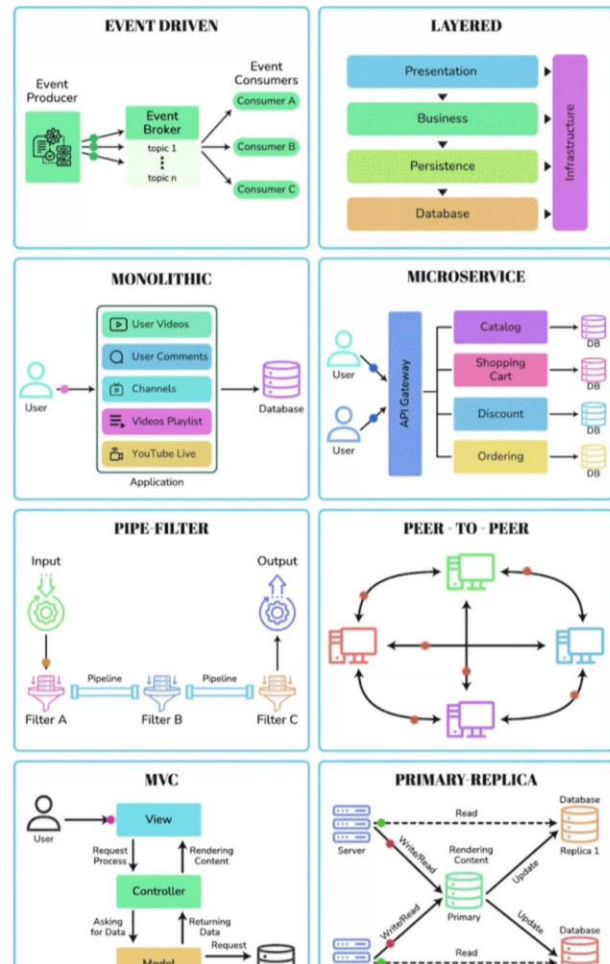 EVENT DRIVEN
Event
Producer
Event
Broker
topic 1
topic n
Event
Consumers
Consumer A
Consumer B
Consumer C
LAYERED
Presentation
Business
Persistence
Database
Infrastructure
MONOLITHIC
User
User Videos
User Comments
Channels
Videos Playlist
YouTube Live
Application
Database
MICROSERVICE
User
User
API Gateway
Catalog
Shopping
Cart
Discount
Ordering
DB
DB
DB
DB
PIPE-FILTER
Input
Output
Pipeline
Pipeline
Filter A
Filter B
Filter C
PEER - TO - PEER
MVC
User
View
Request
Process
Rendering
Content
Controller
Asking
for Data
Returning
Data
Request
Model
PRIMARY-REPLICA
Server
Read
Database
Replica 1
Write/Read
Rendering
Content
Update
Primary
Write/Read
Update
Database
Read